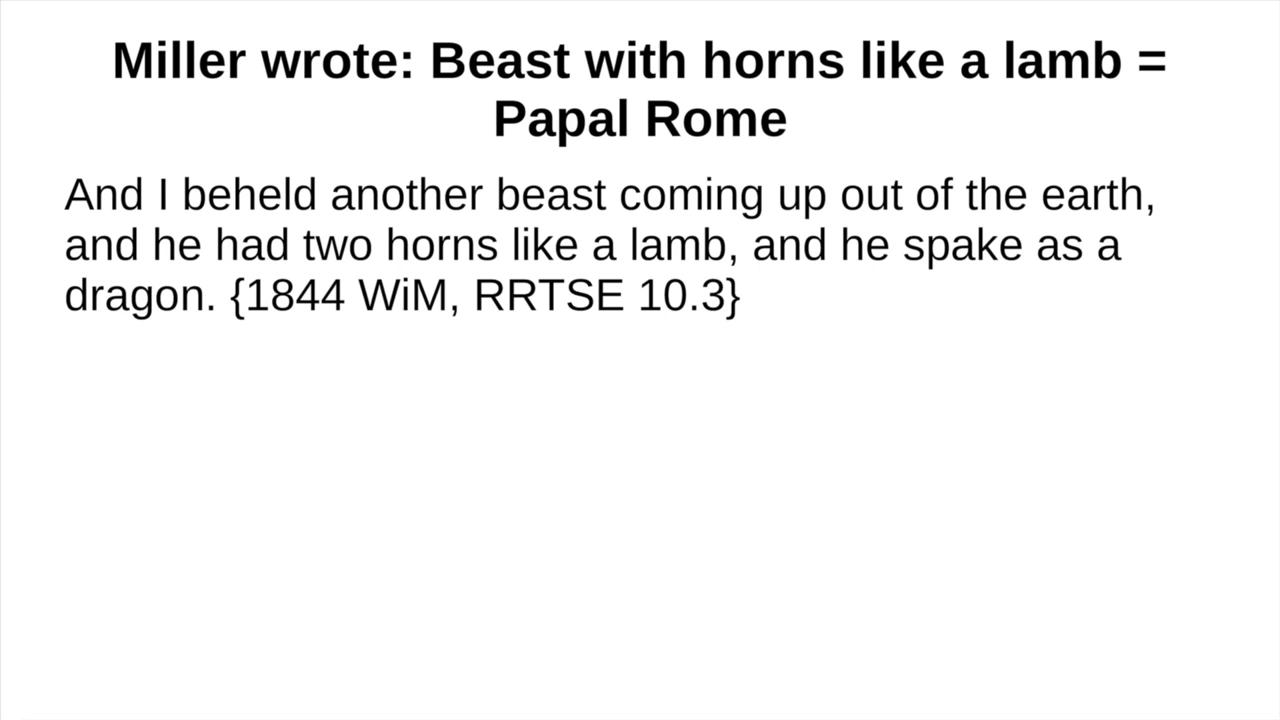 Miller wrote: Beast with horns like a lamb =
Papal Rome
And I beheld another beast coming up out of the earth,
and he had two horns like a lamb, and he spake as a
dragon. {1844 WiM, RRTSE 10.3}